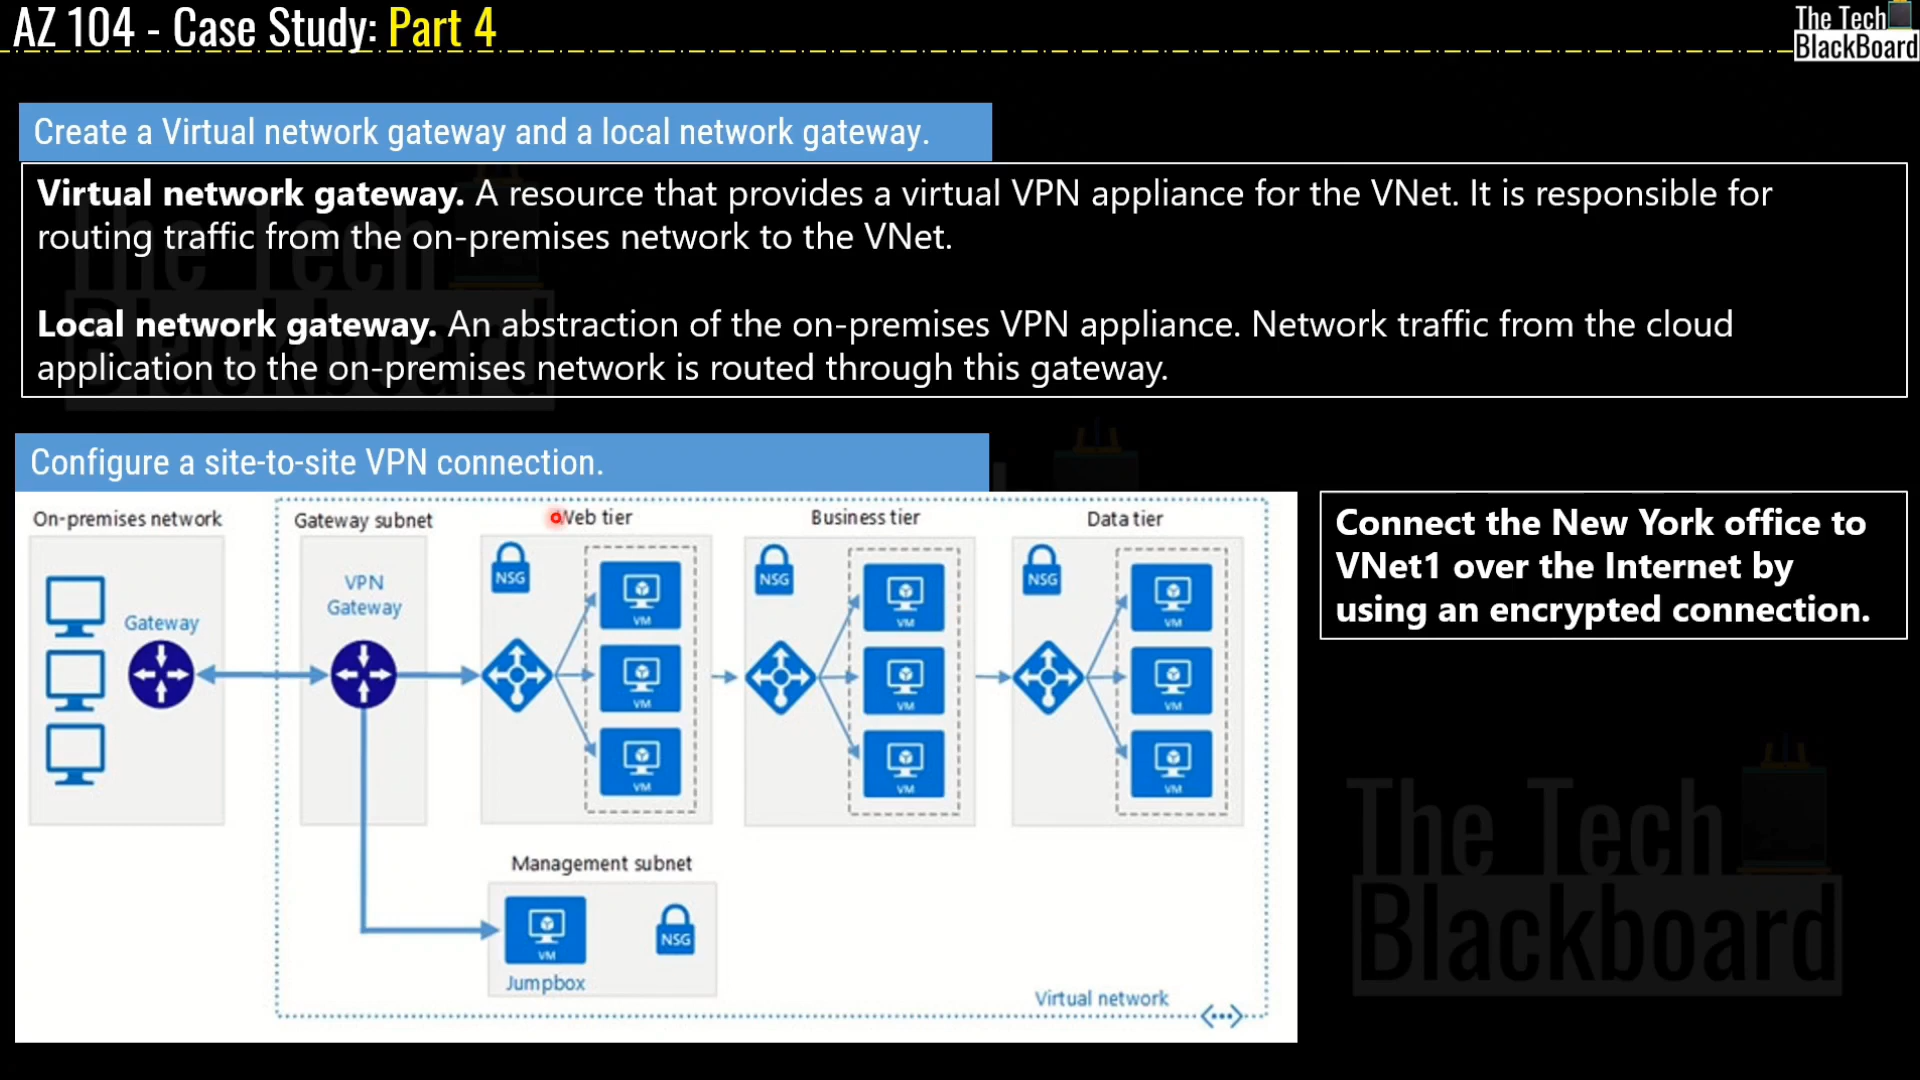 AZ 104 - Case Study: Part 4
The Tech
BlackBoard
Create a Virtual network gateway and a local network gateway.
Virtual network gateway. A resource that provides a virtual VPN appliance for the VNet. It is responsible for
routing traffic from the on-premises network to the VNet.
Local network gateway. An abstraction of the on-premises VPN appliance. Network traffic from the cloud
application to the on-premises network is routed through this gateway.
The Tech
Blackboard
Configure a site-to-site VPN connection.
On-premises network
Gateway
Gateway subnet
VPN
Gateway
Web tier
NSG
VM
VM
VM
Business tier
NSG
VM
VM
VM
Data tier
NSG
VM
VM
VM
Management subnet
VM
Jumpbox
NSG
Virtual network
Connect the New York office to
VNet1 over the Internet by
using an encrypted connection.
The Tech
Blackboard